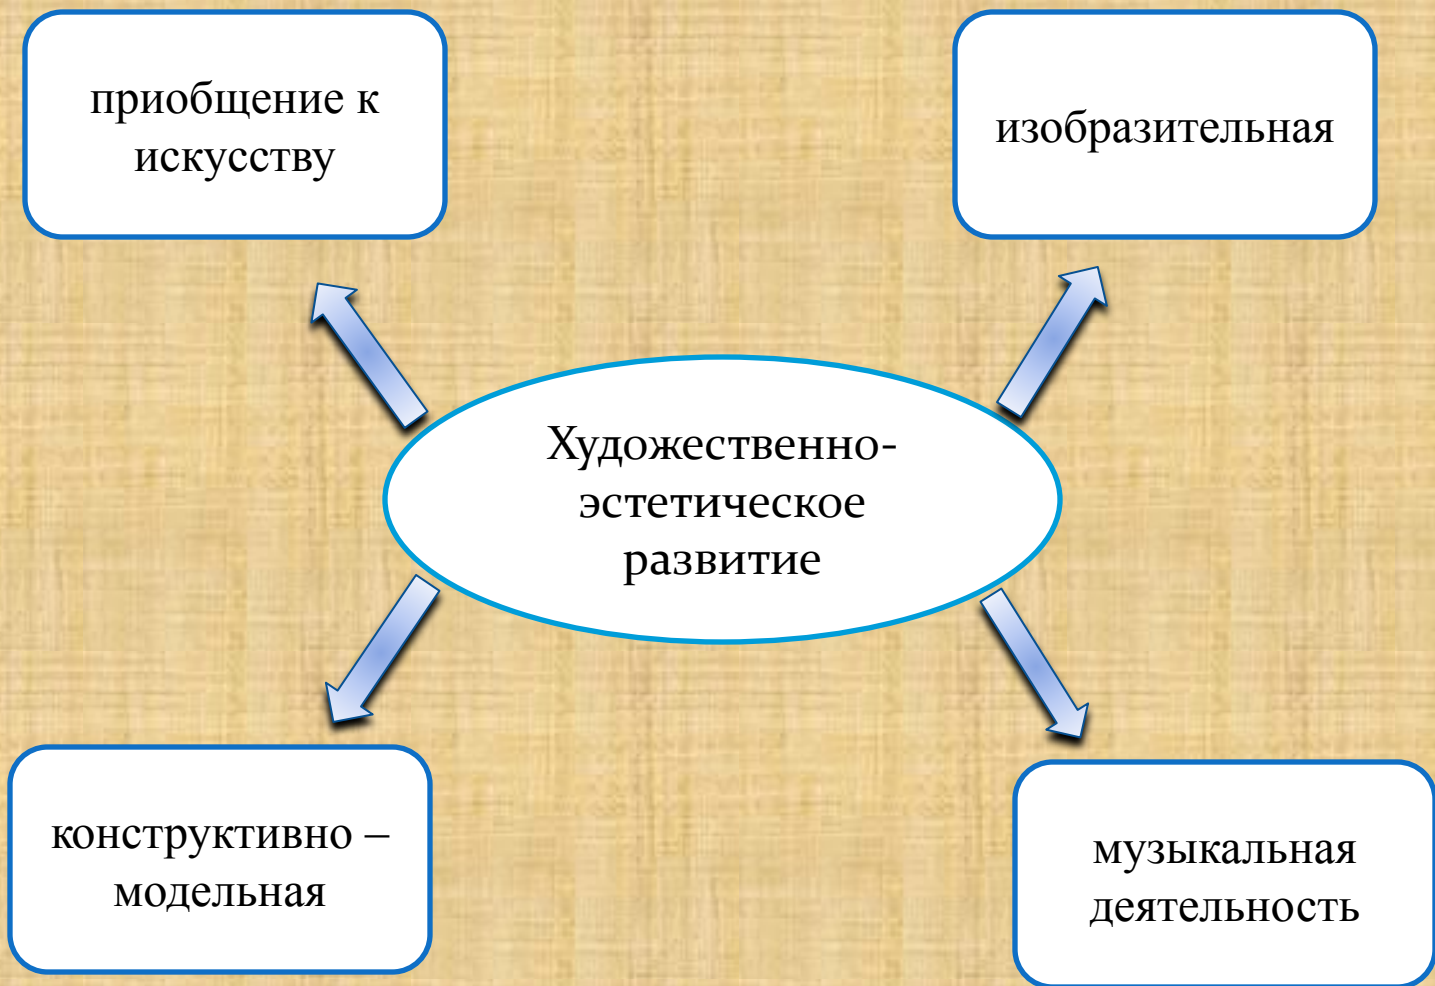 приобщение к
искусству
изобразительная
Художественно-
эстетическое
развитие
конструктивно –
модельная
музыкальная
деятельность